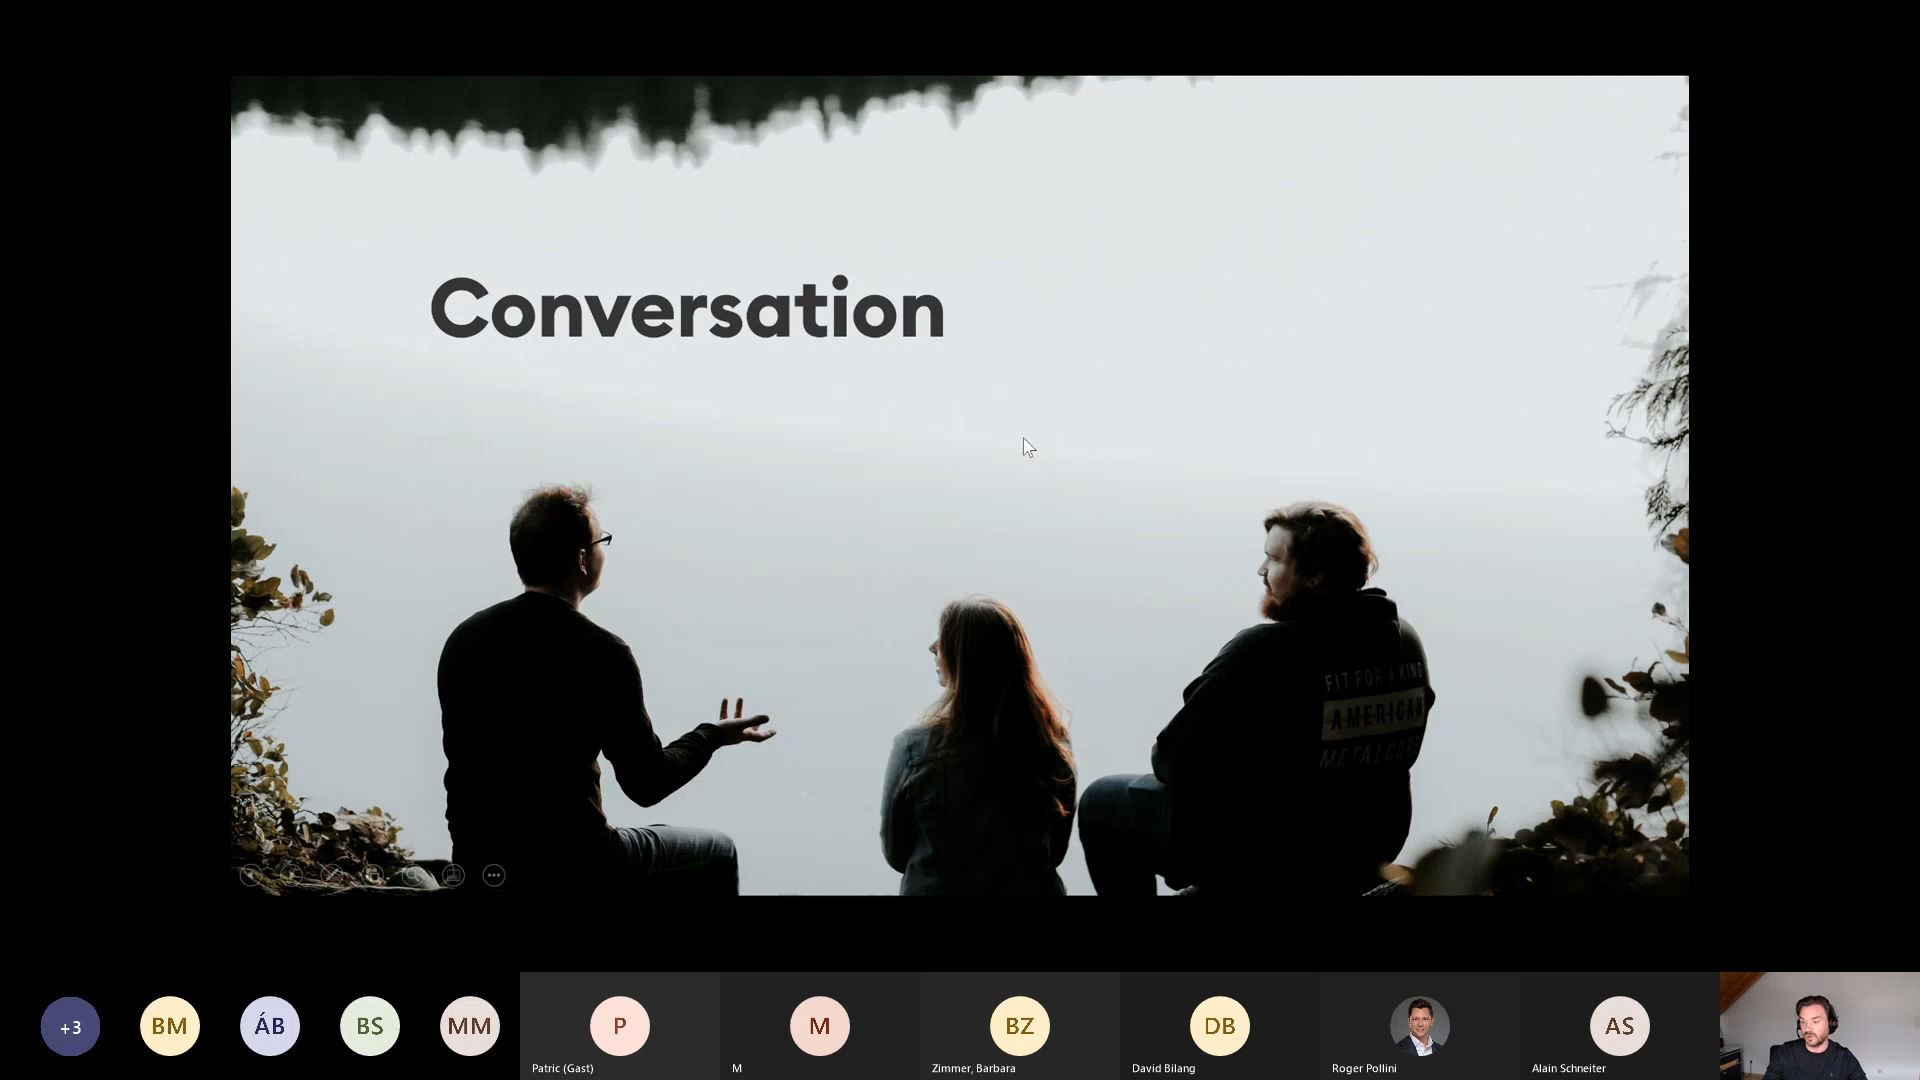 Conversation
FIT FOR A KING
AMERICAN
METALCORE
+3
BM
ÁB
BS
MM
P
M
BZ
DB
AS
Patric (Gast)
M
Zimmer, Barbara
David Bilang
Roger Pollini
Alain Schneiter